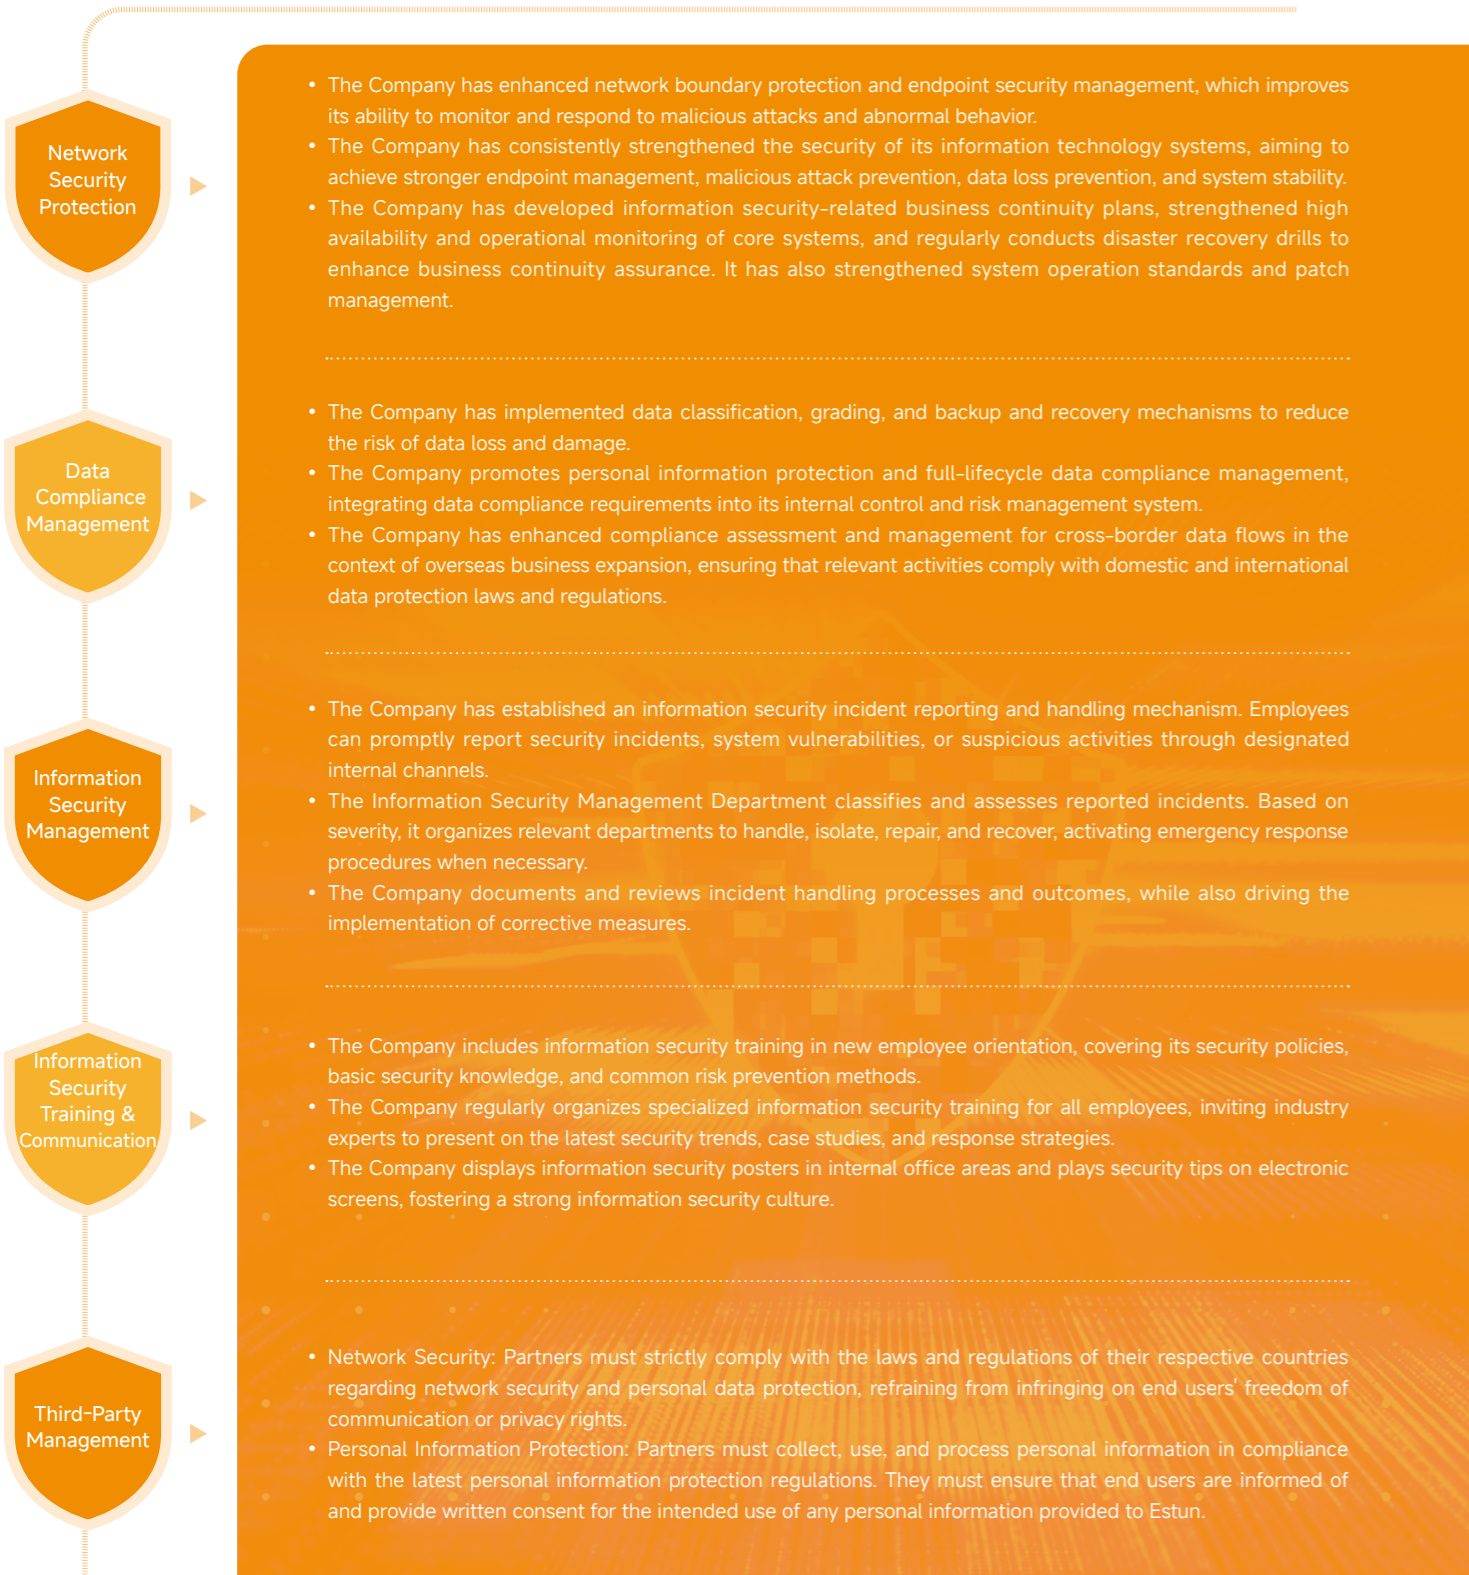 Network
Security
Protection
• The Company has enhanced network boundary protection and endpoint security management, which improves
its ability to monitor and respond to malicious attacks and abnormal behavior.
• The Company has consistently strengthened the security of its information technology systems, aiming to
achieve stronger endpoint management, malicious attack prevention, data loss prevention, and system stability.
• The Company has developed information security-related business continuity plans, strengthened high
availability and operational monitoring of core systems, and regularly conducts disaster recovery drills to
enhance business continuity assurance. It has also strengthened system operation standards and patch
management.
Data
Compliance
Management
• The Company has implemented data classification, grading, and backup and recovery mechanisms to reduce
the risk of data loss and damage.
• The Company promotes personal information protection and full-lifecycle data compliance management,
integrating data compliance requirements into its internal control and risk management system.
• The Company has enhanced compliance assessment and management for cross-border data flows in the
context of overseas business expansion, ensuring that relevant activities comply with domestic and international
data protection laws and regulations.
Information
Security
Management
• The Company has established an information security incident reporting and handling mechanism. Employees
can promptly report security incidents, system vulnerabilities, or suspicious activities through designated
internal channels.
• The Information Security Management Department classifies and assesses reported incidents. Based on
severity, it organizes relevant departments to handle, isolate, repair, and recover, activating emergency response
procedures when necessary.
• The Company documents and reviews incident handling processes and outcomes, while also driving the
implementation of corrective measures.
Information
Security
Training &
Communication
• The Company includes information security training in new employee orientation, covering its security policies,
basic security knowledge, and common risk prevention methods.
• The Company regularly organizes specialized information security training for all employees, inviting industry
experts to present on the latest security trends, case studies, and response strategies.
• The Company displays information security posters in internal office areas and plays security tips on electronic
screens, fostering a strong information security culture.
Third-Party
Management
• Network Security: Partners must strictly comply with the laws and regulations of their respective countries
regarding network security and personal data protection, refraining from infringing on end users' freedom of
communication or privacy rights.
• Personal Information Protection: Partners must collect, use, and process personal information in compliance
with the latest personal information protection regulations. They must ensure that end users are informed of
and provide written consent for the intended use of any personal information provided to Estun.